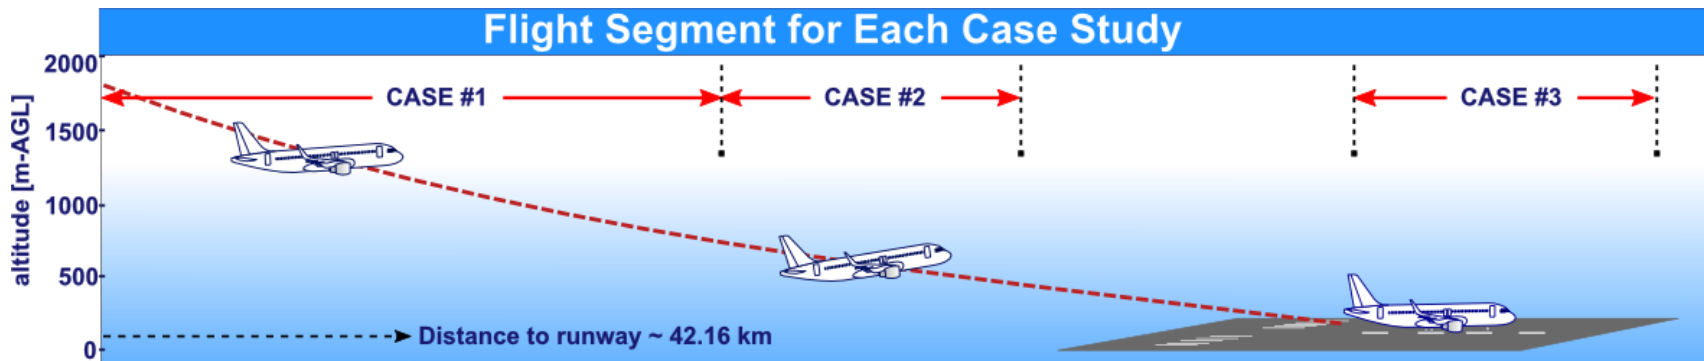 Flight Segment for Each Case Study
2000
CASE #1
CASE #2
CASE #3
1500
altitude [m-AGL]
1000
500
Distance to runway ~ 42.16 km
0